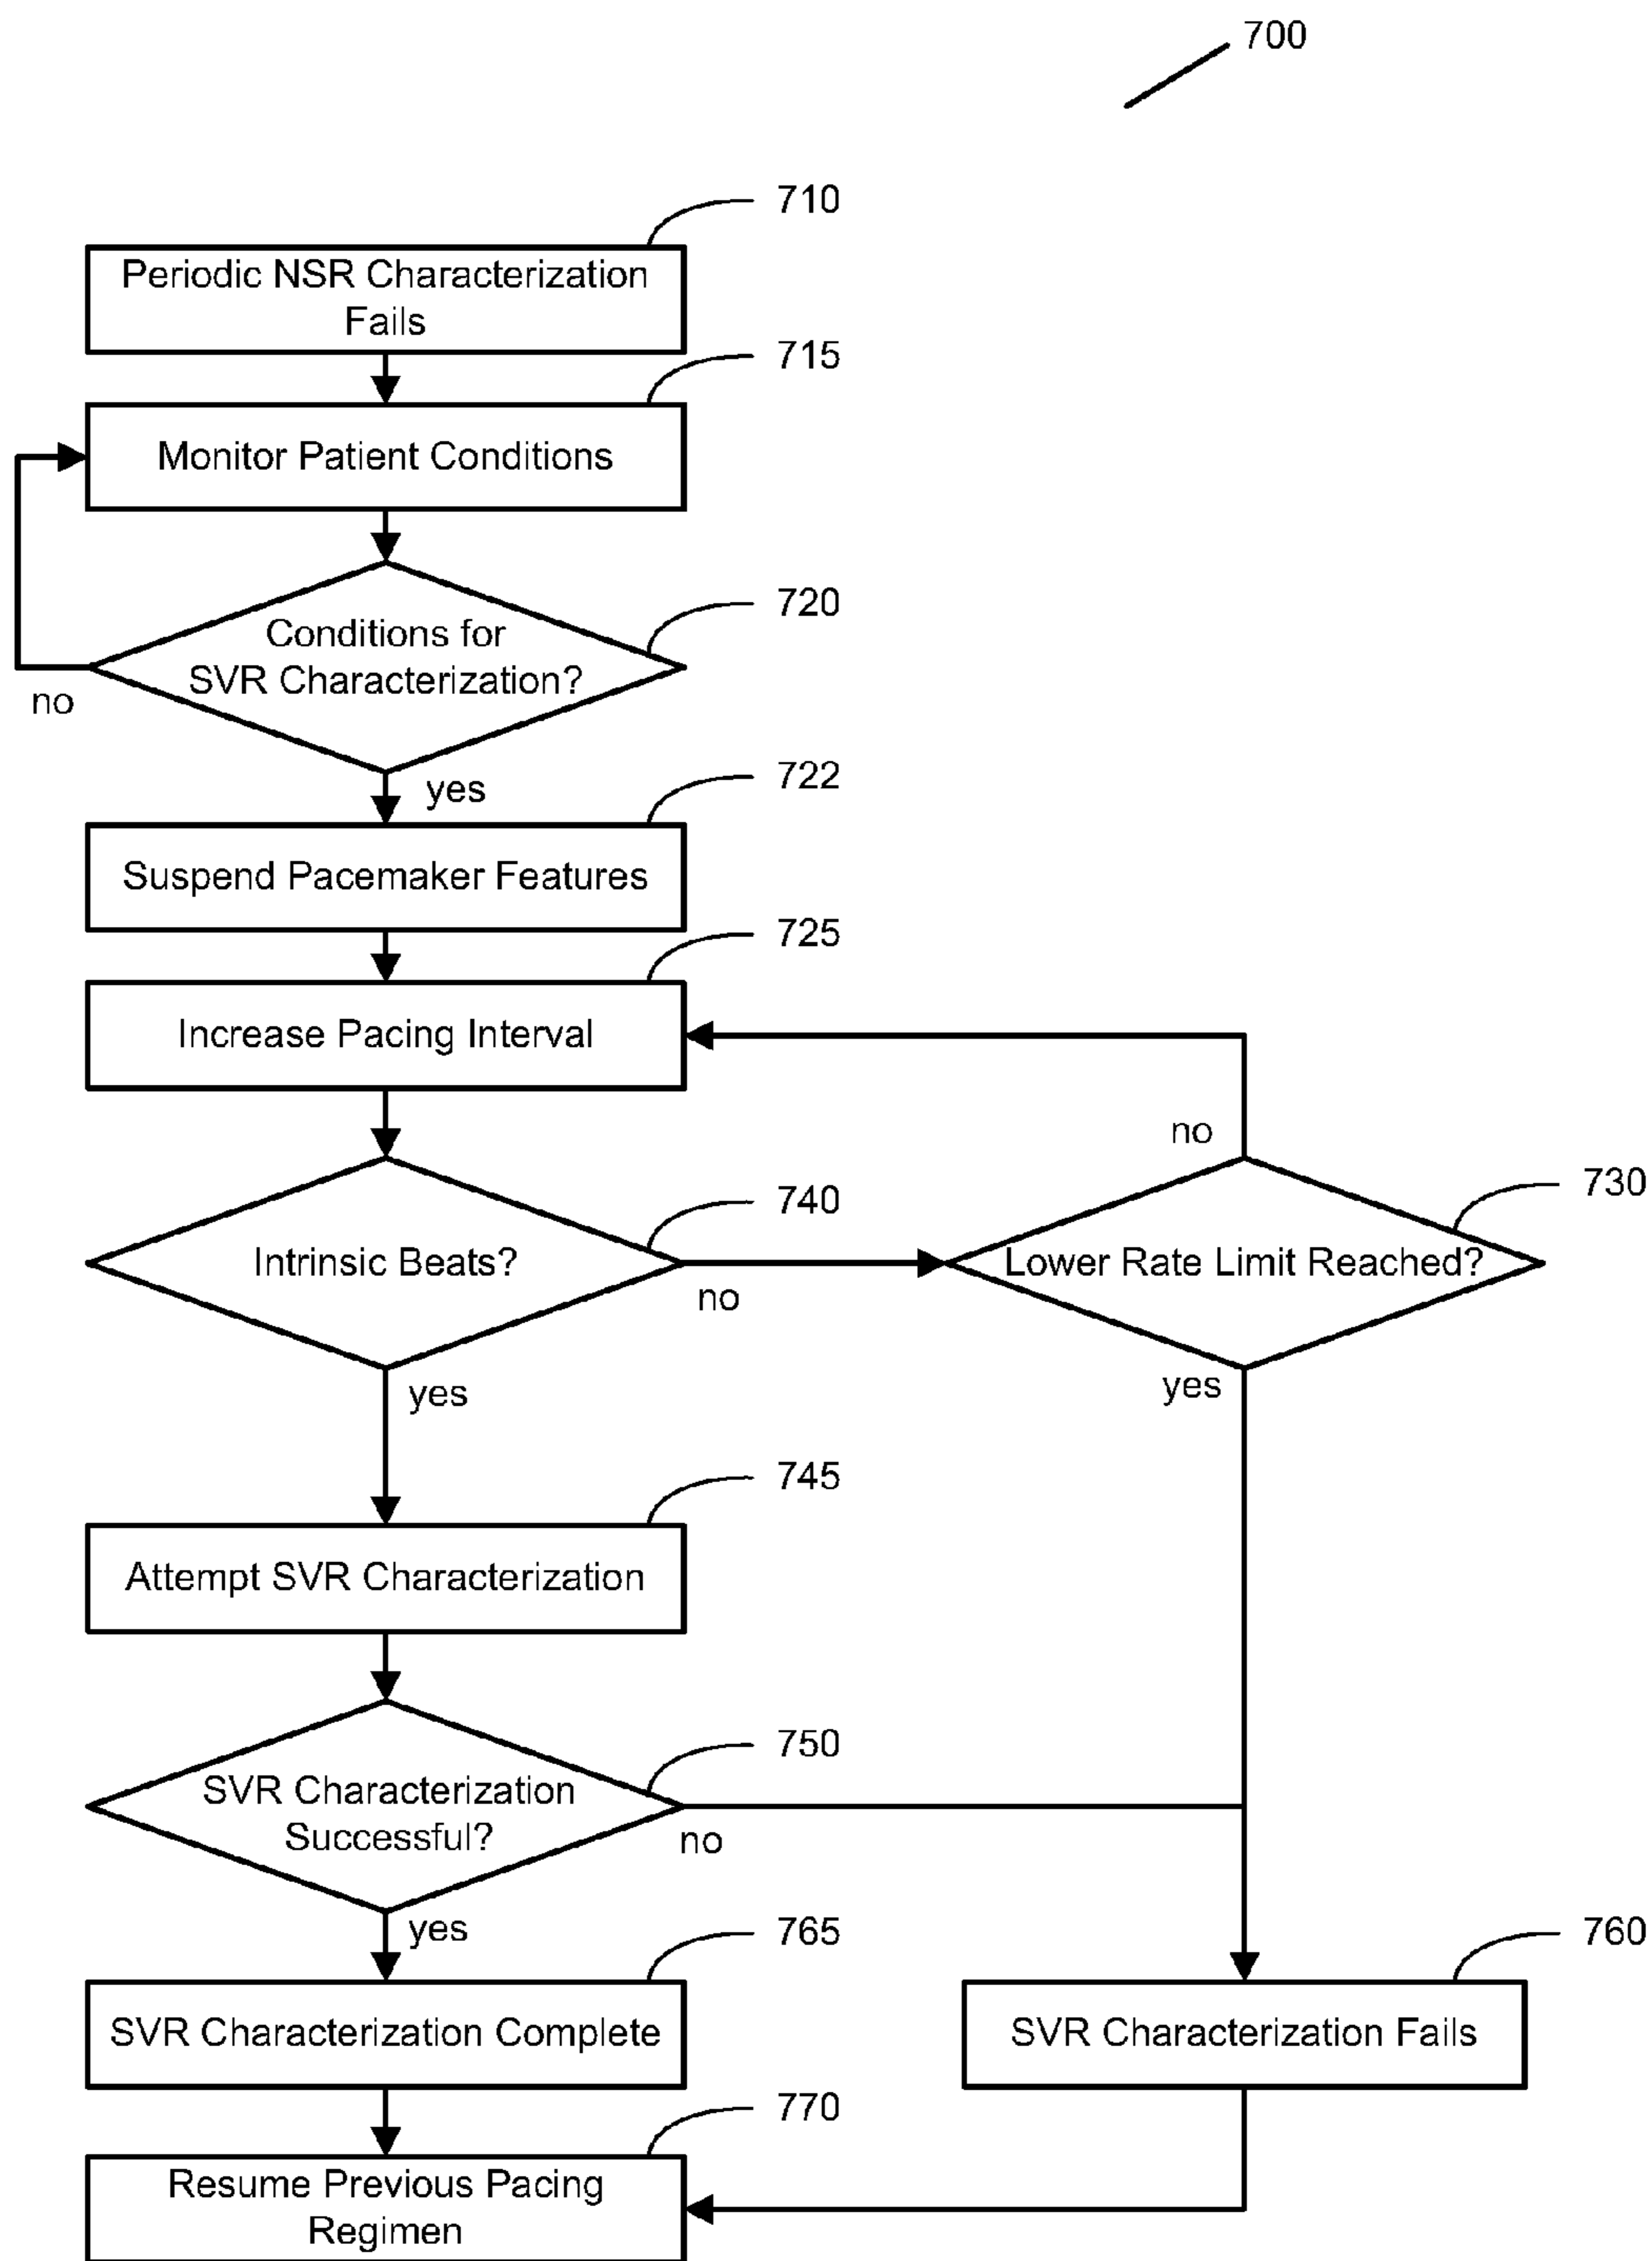 700
710
Periodic NSR Characterization
Fails
715
Monitor Patient Conditions
720
Conditions for
SVR Characterization?
no
yes
722
Suspend Pacemaker Features
725
Increase Pacing Interval
no
730
740
Intrinsic Beats?
Lower Rate Limit Reached?
no
yes
yes
745
Attempt SVR Characterization
750
SVR Characterization
Successful?
no
yes
765
760
SVR Characterization Complete
SVR Characterization Fails
770
Resume Previous Pacing
Regimen